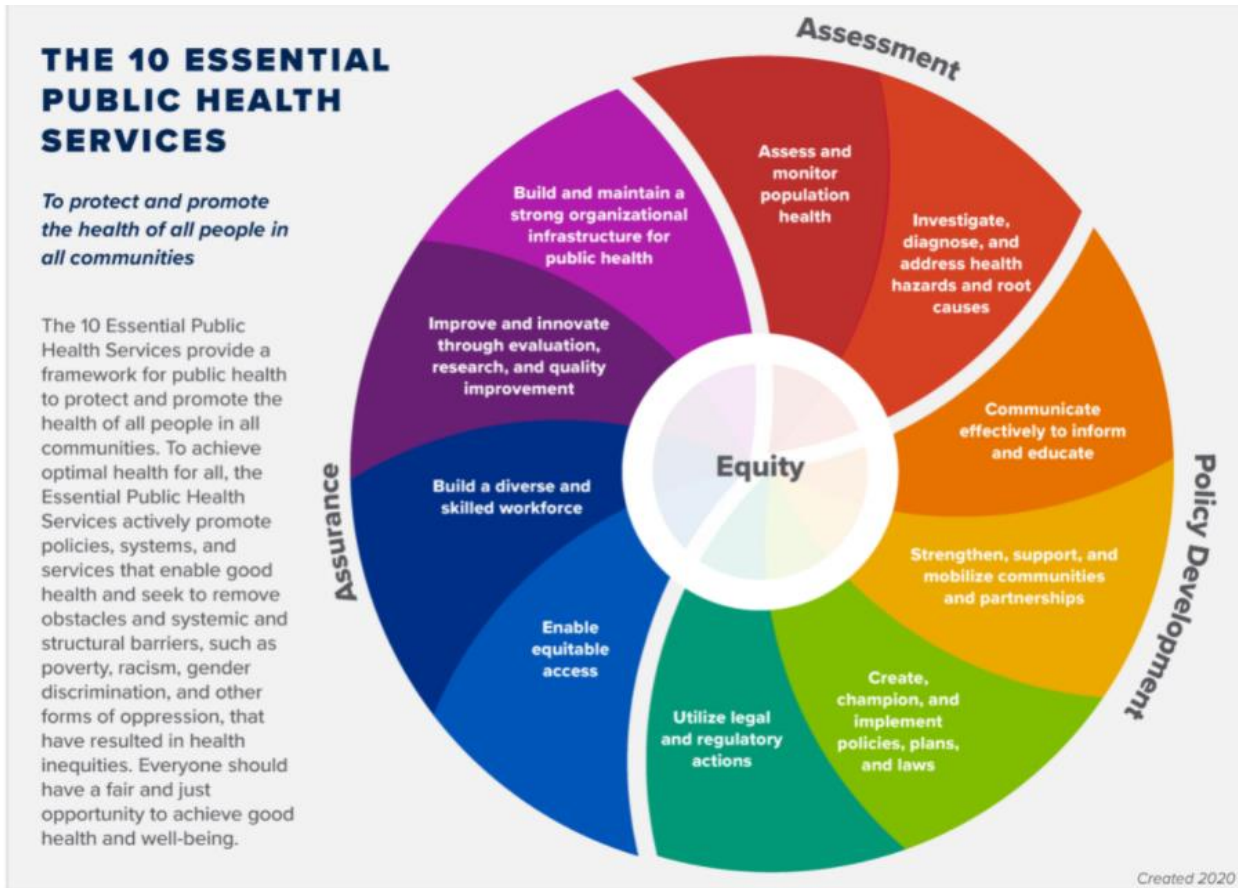 THE 10 ESSENTIAL
PUBLIC HEALTH
SERVICES
To protect and promote
the health of all people in
all communities
The 10 Essential Public
Health Services provide a
framework for public health
to protect and promote the
health of all people in all
communities. To achieve
optimal health for all, the
Essential Public Health
Services actively promote
policies, systems, and
services that enable good
health and seek to remove
obstacles and systemic and
structural barriers, such as
poverty, racism, gender
discrimination, and other
forms of oppression, that
have resulted in health
inequities. Everyone should
have a fair and just
opportunity to achieve good
health and well-being.
Assessment
Assess and
monitor
population
health
Investigate,
diagnose, and
address health
hazards and root
causes
Policy Development
Communicate
effectively to inform
and educate
Strengthen, support, and
mobilize communities
and partnerships
Create,
champion, and
implement
policies, plans,
and laws
Utilize legal
and regulatory
actions
Assurance
Enable
equitable
access
Build a diverse and
skilled workforce
Improve and innovate
through evaluation,
research, and quality
improvement
Build and maintain a
strong organizational
infrastructure for
public health
Equity
Created 2020